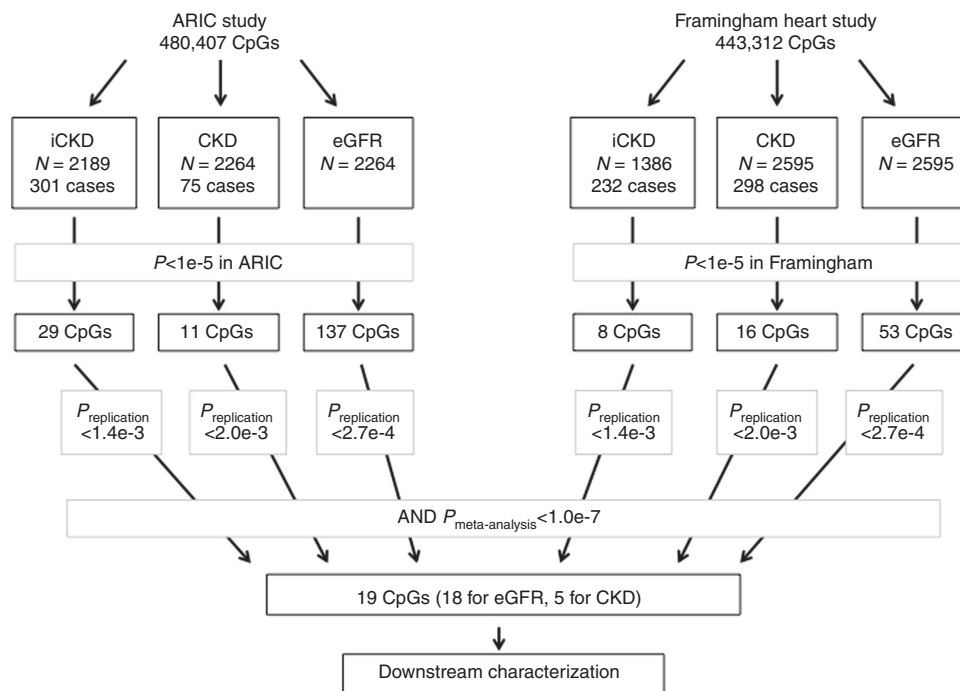 ARIC study
480,407 CpGs
Framingham heart study
443,312 CpGs
iCKD
N = 2189
301 cases
CKD
N = 2264
75 cases
eGFR
N = 2264
iCKD
N = 1386
232 cases
CKD
N = 2595
298 cases
eGFR
N = 2595
P<1e-5 in ARIC
P<1e-5 in Framingham
29 CpGs
11 CpGs
137 CpGs
8 CpGs
16 CpGs
53 CpGs
Preplication
<1.4e-3
Preplication
<2.0e-3
Preplication
<2.7e-4
Preplication
<1.4e-3
Preplication
<2.0e-3
Preplication
<2.7e-4
AND Pmeta-analysis<1.0e-7
19 CpGs (18 for eGFR, 5 for CKD)
Downstream characterization